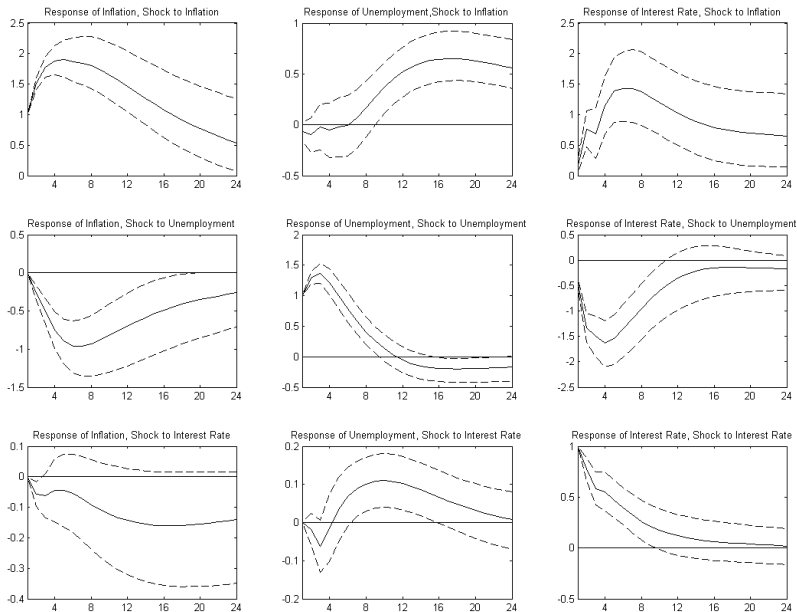 Response of Inflation, Shock to Inflation
Response of Unemployment,Shock to Inflation
Response of Interest Rate, Shock to Inflation
2.5
2
1.5
1
0.5
0
4 8 12 16 20 24
1
0.5
0
-0.5
4 8 12 16 20 24
2.5
2
1.5
1
0.5
0
4 8 12 16 20 24
Response of Inflation, Shock to Unemployment
Response of Unemployment, Shock to Unemployment
Response of Interest Rate, Shock to Unemployment
0.5
0
-0.5
-1
-1.5
4 8 12 16 20 24
2
1.5
1
0.5
0
-0.5
4 8 12 16 20 24
0.5
0
-0.5
-1
-1.5
-2
-2.5
4 8 12 16 20 24
Response of Inflation, Shock to Interest Rate
Response of Unemployment, Shock to Interest Rate
Response of Interest Rate, Shock to Interest Rate
0.1
0
-0.1
-0.2
-0.3
-0.4
4 8 12 16 20 24
0.2
0.1
0
-0.1
-0.2
4 8 12 16 20 24
1
0.5
0
-0.5
4 8 12 16 20 24